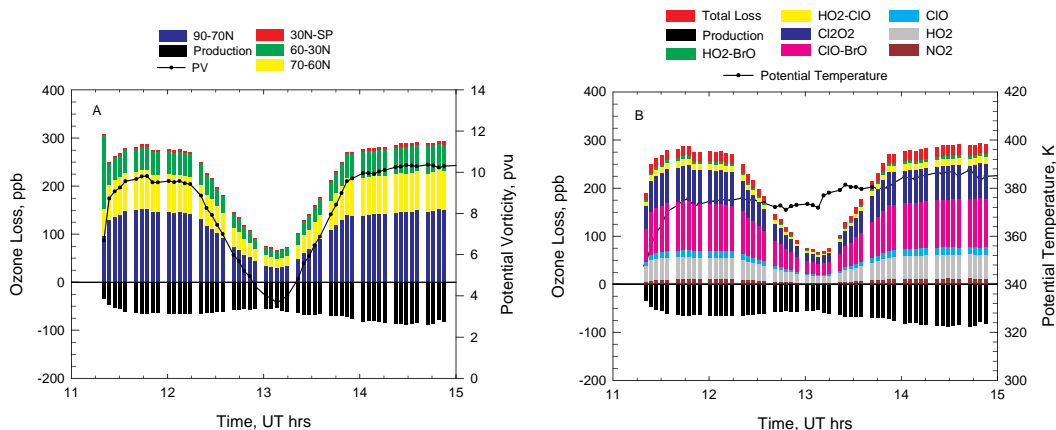 90-70N 30N-SP
Production 60-30N
PV 70-60N
A
400
300
200
100
0
-100
-200
Ozone Loss, ppb
14
12
10
8
6
4
2
0
Potential Vorticity, pvu
11 12 13 14 15
Time, UT hrs
Total Loss HO2-ClO ClO
Production Cl2O2 HO2
HO2-BrO ClO-BrO NO2
Potential Temperature
B
400
300
200
100
0
-100
-200
Ozone Loss, ppb
420
400
380
360
340
320
300
Potential Temperature, K
11 12 13 14 15
Time, UT hrs